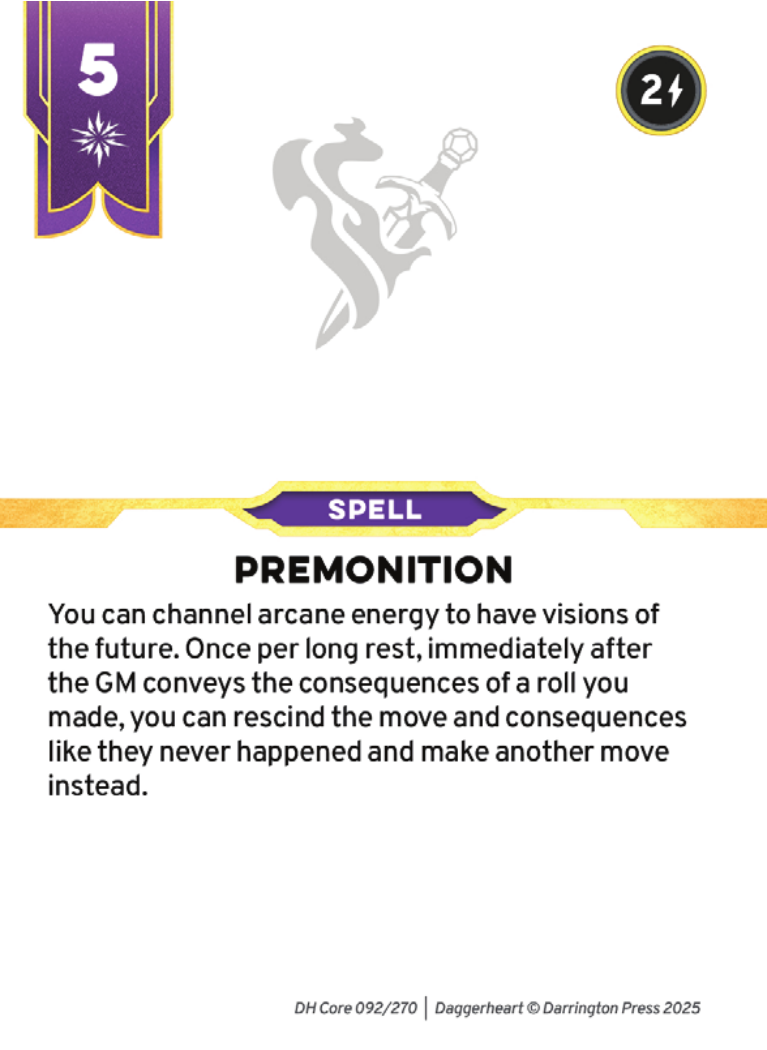 5
2
SPELL
PREMONITION
You can channel arcane energy to have visions of
the future. Once per long rest, immediately after
the GM conveys the consequences of a roll you
made, you can rescind the move and consequences
like they never happened and make another move
instead.
DH Core 092/270 | Daggerheart © Darrington Press 2025